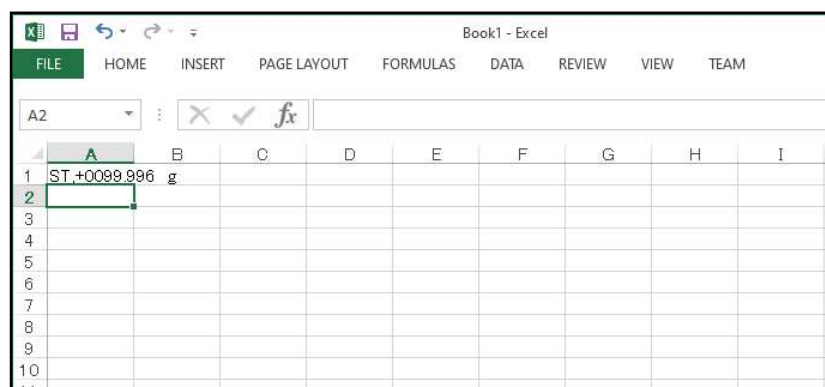 Book1 - Excel
FILE HOME INSERT PAGE LAYOUT FORMULAS DATA REVIEW VIEW TEAM
A2 fx
A B C D E F G H I
1 ST,+0099.996 g
2
3
4
5
6
7
8
9
10